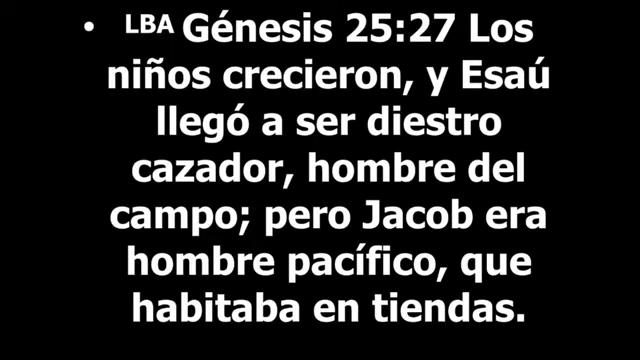 • LBA Génesis 25:27 Los
niños crecieron, y Esaú
llegó a ser diestro
cazador, hombre del
campo; pero Jacob era
hombre pacífico, que
habitaba en tiendas.